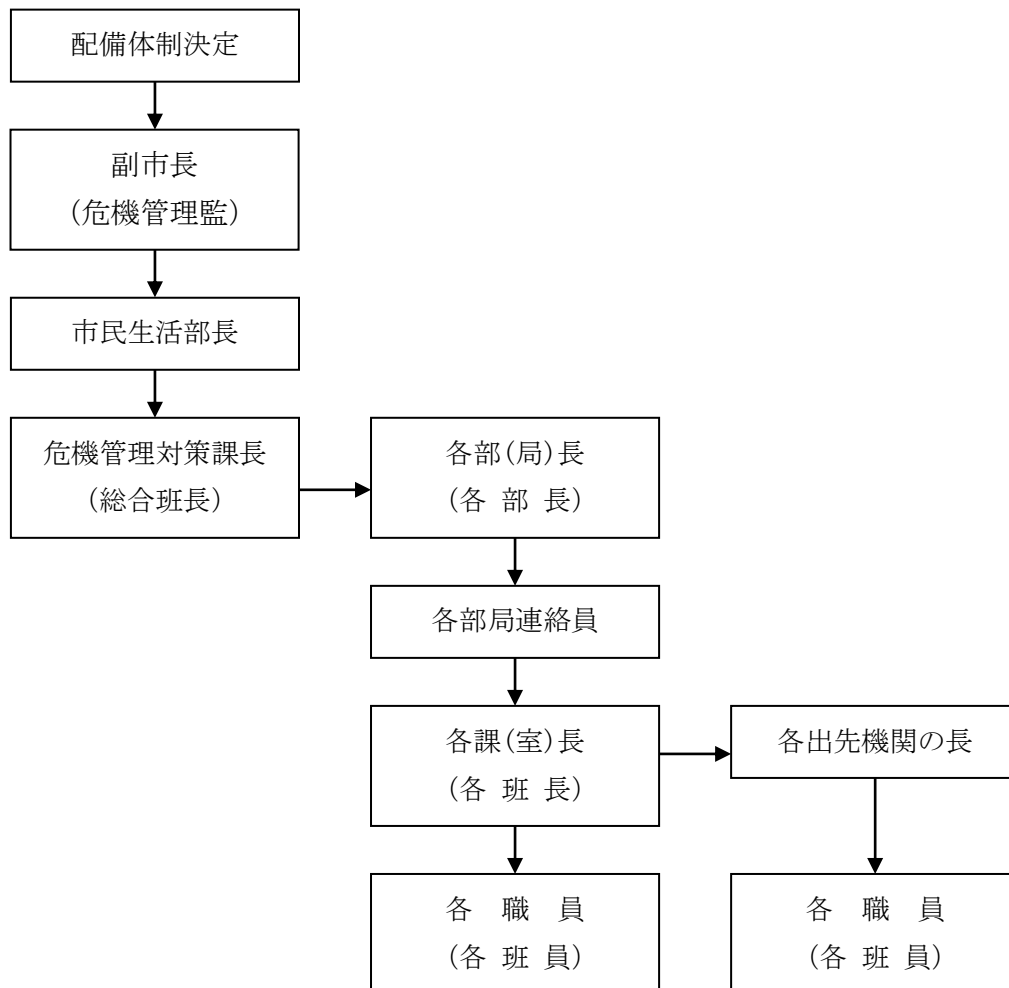 配備体制決定
副市長
(危機管理監)
市民生活部長
危機管理対策課長
(総合班長)
各部(局)長
(各 部 長)
各部局連絡員
各課(室)長
(各 班 長)
各出先機関の長
各　職　員
(各 班 員)
各　職　員
(各 班 員)